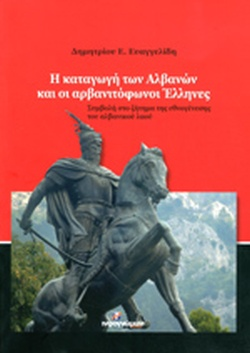 Δημητρίου Ε. Ευαγγελίδη
Η καταγωγή των Αλβανών
και οι αρβανιτόφωνοι Έλληνες
Συμβολή στο ζήτημα της εθνογένεσης
του αλβανικού λαού